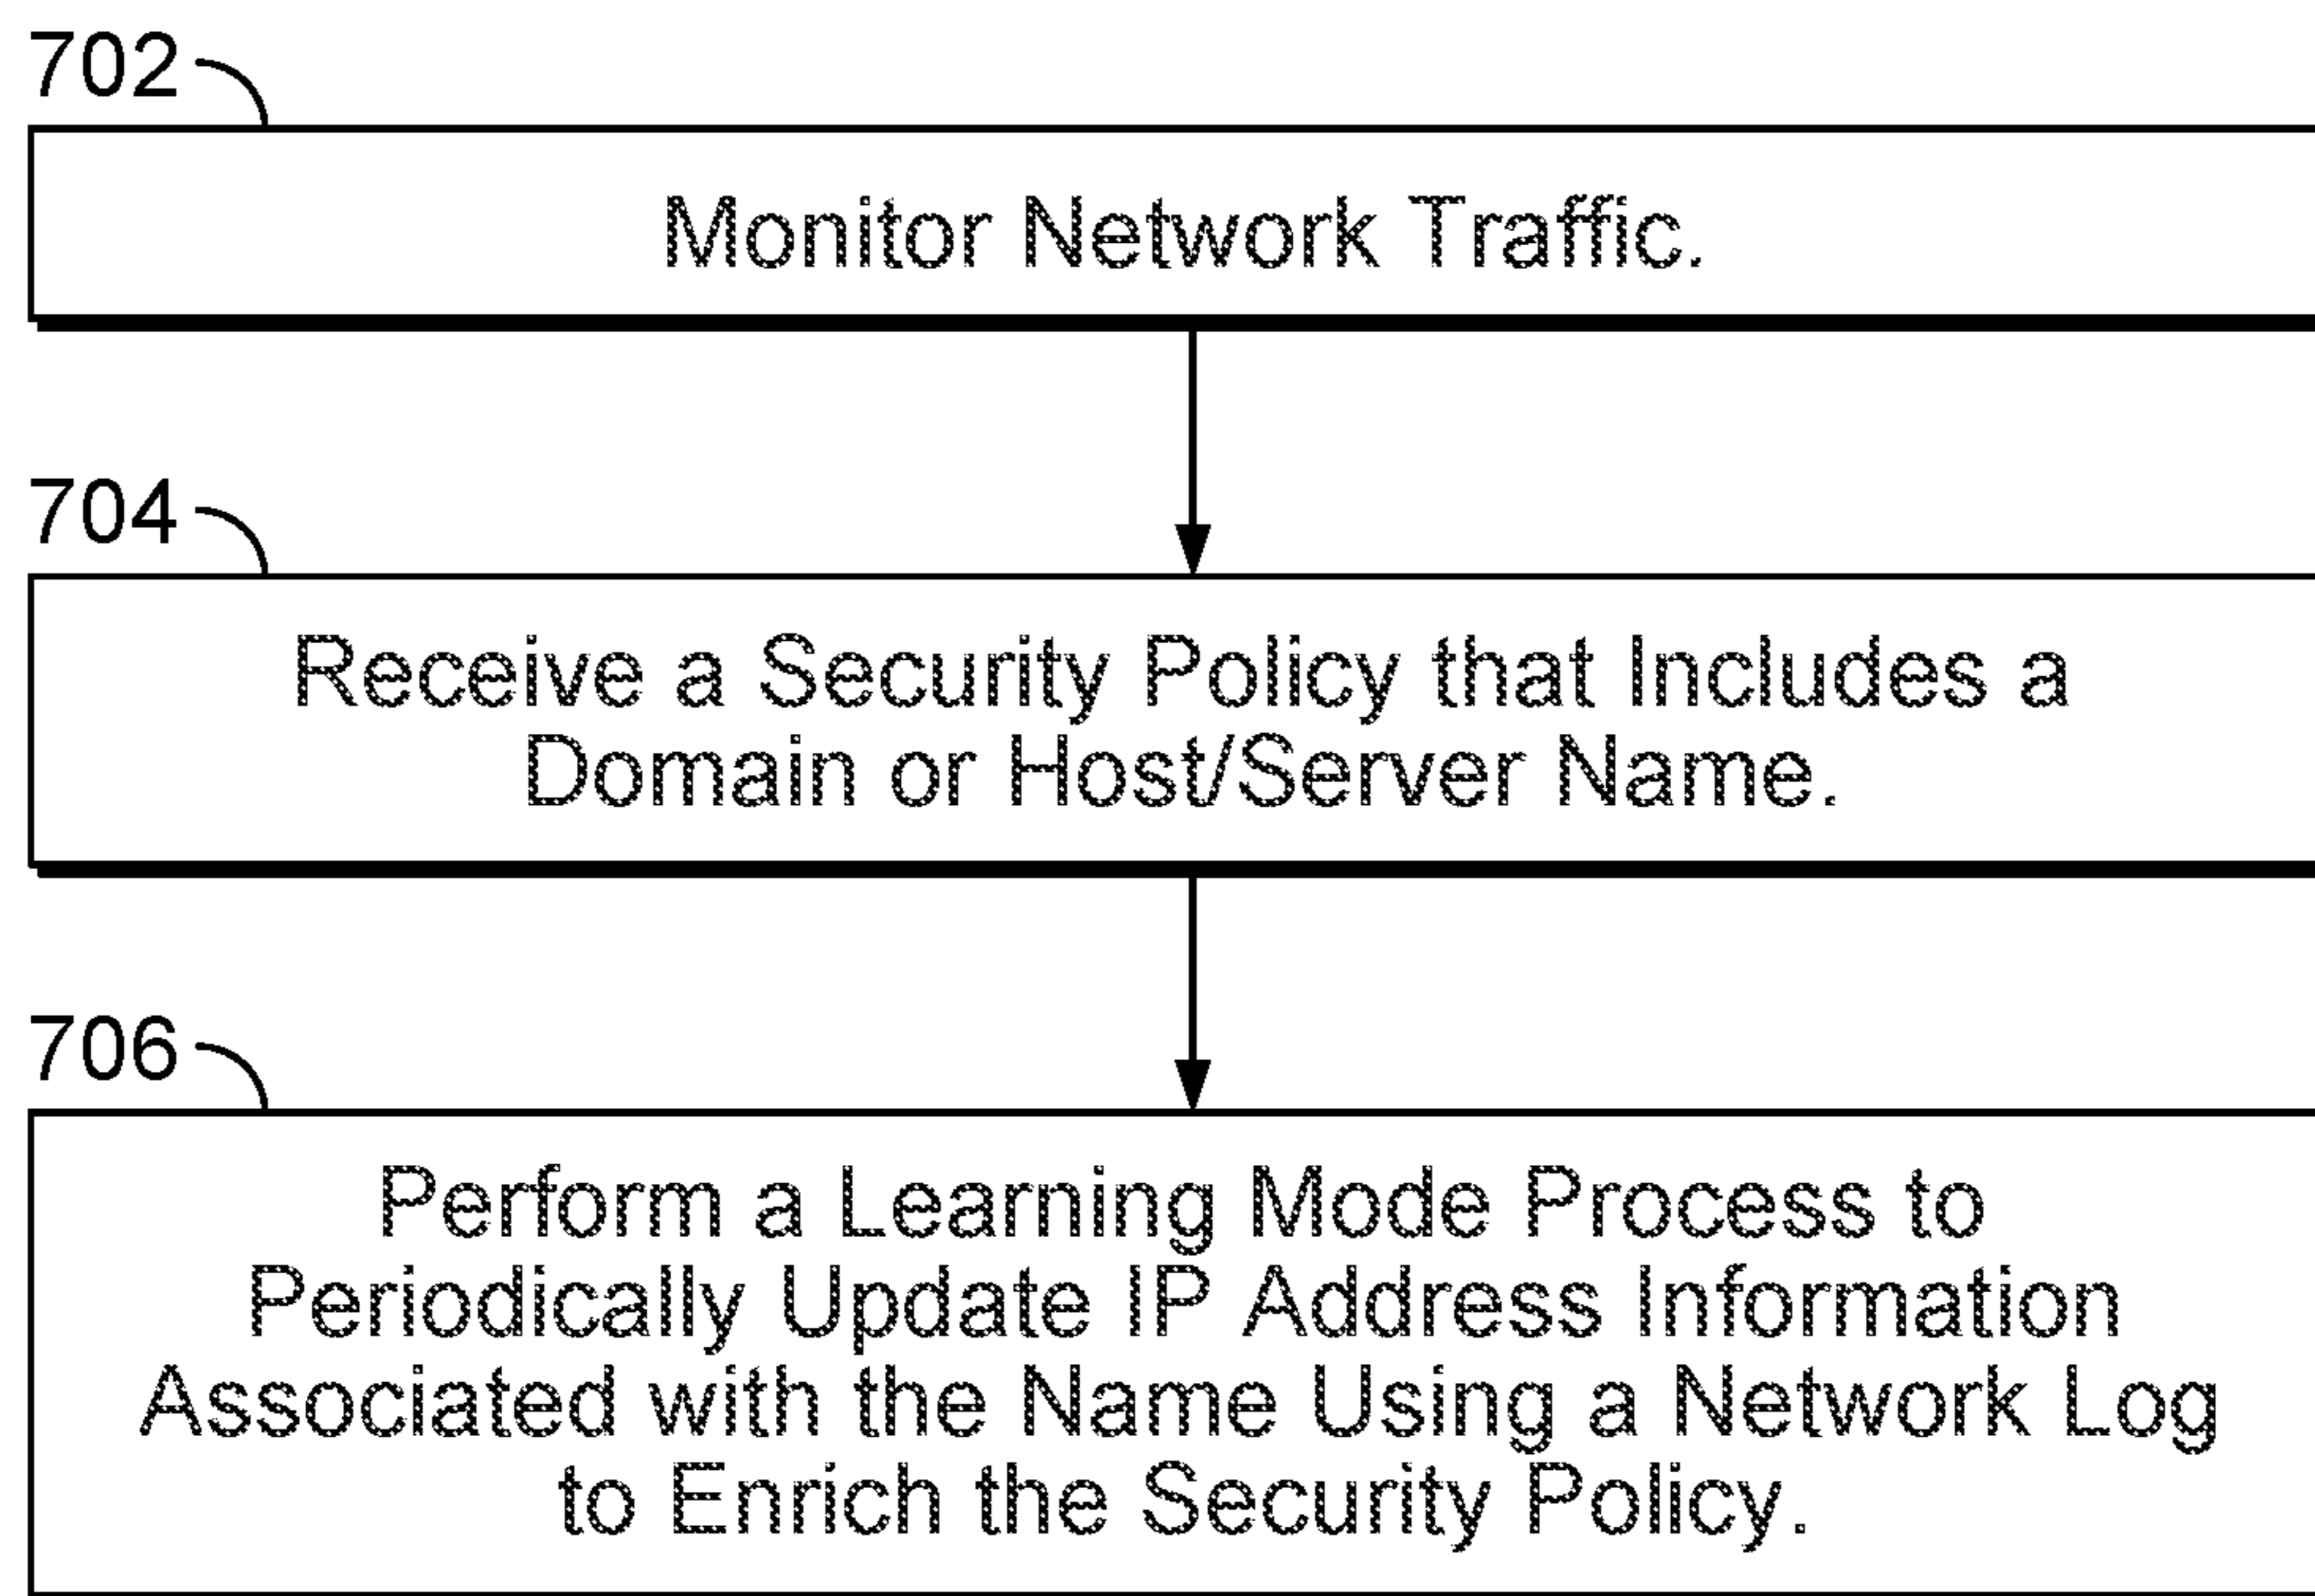 702
Monitor Network Traffic.
704
Receive a Security Policy that Includes a
Domain or Host/Server Name.
706
Perform a Learning Mode Process to
Periodically Update IP Address Information
Associated with the Name Using a Network Log
to Enrich the Security Policy.